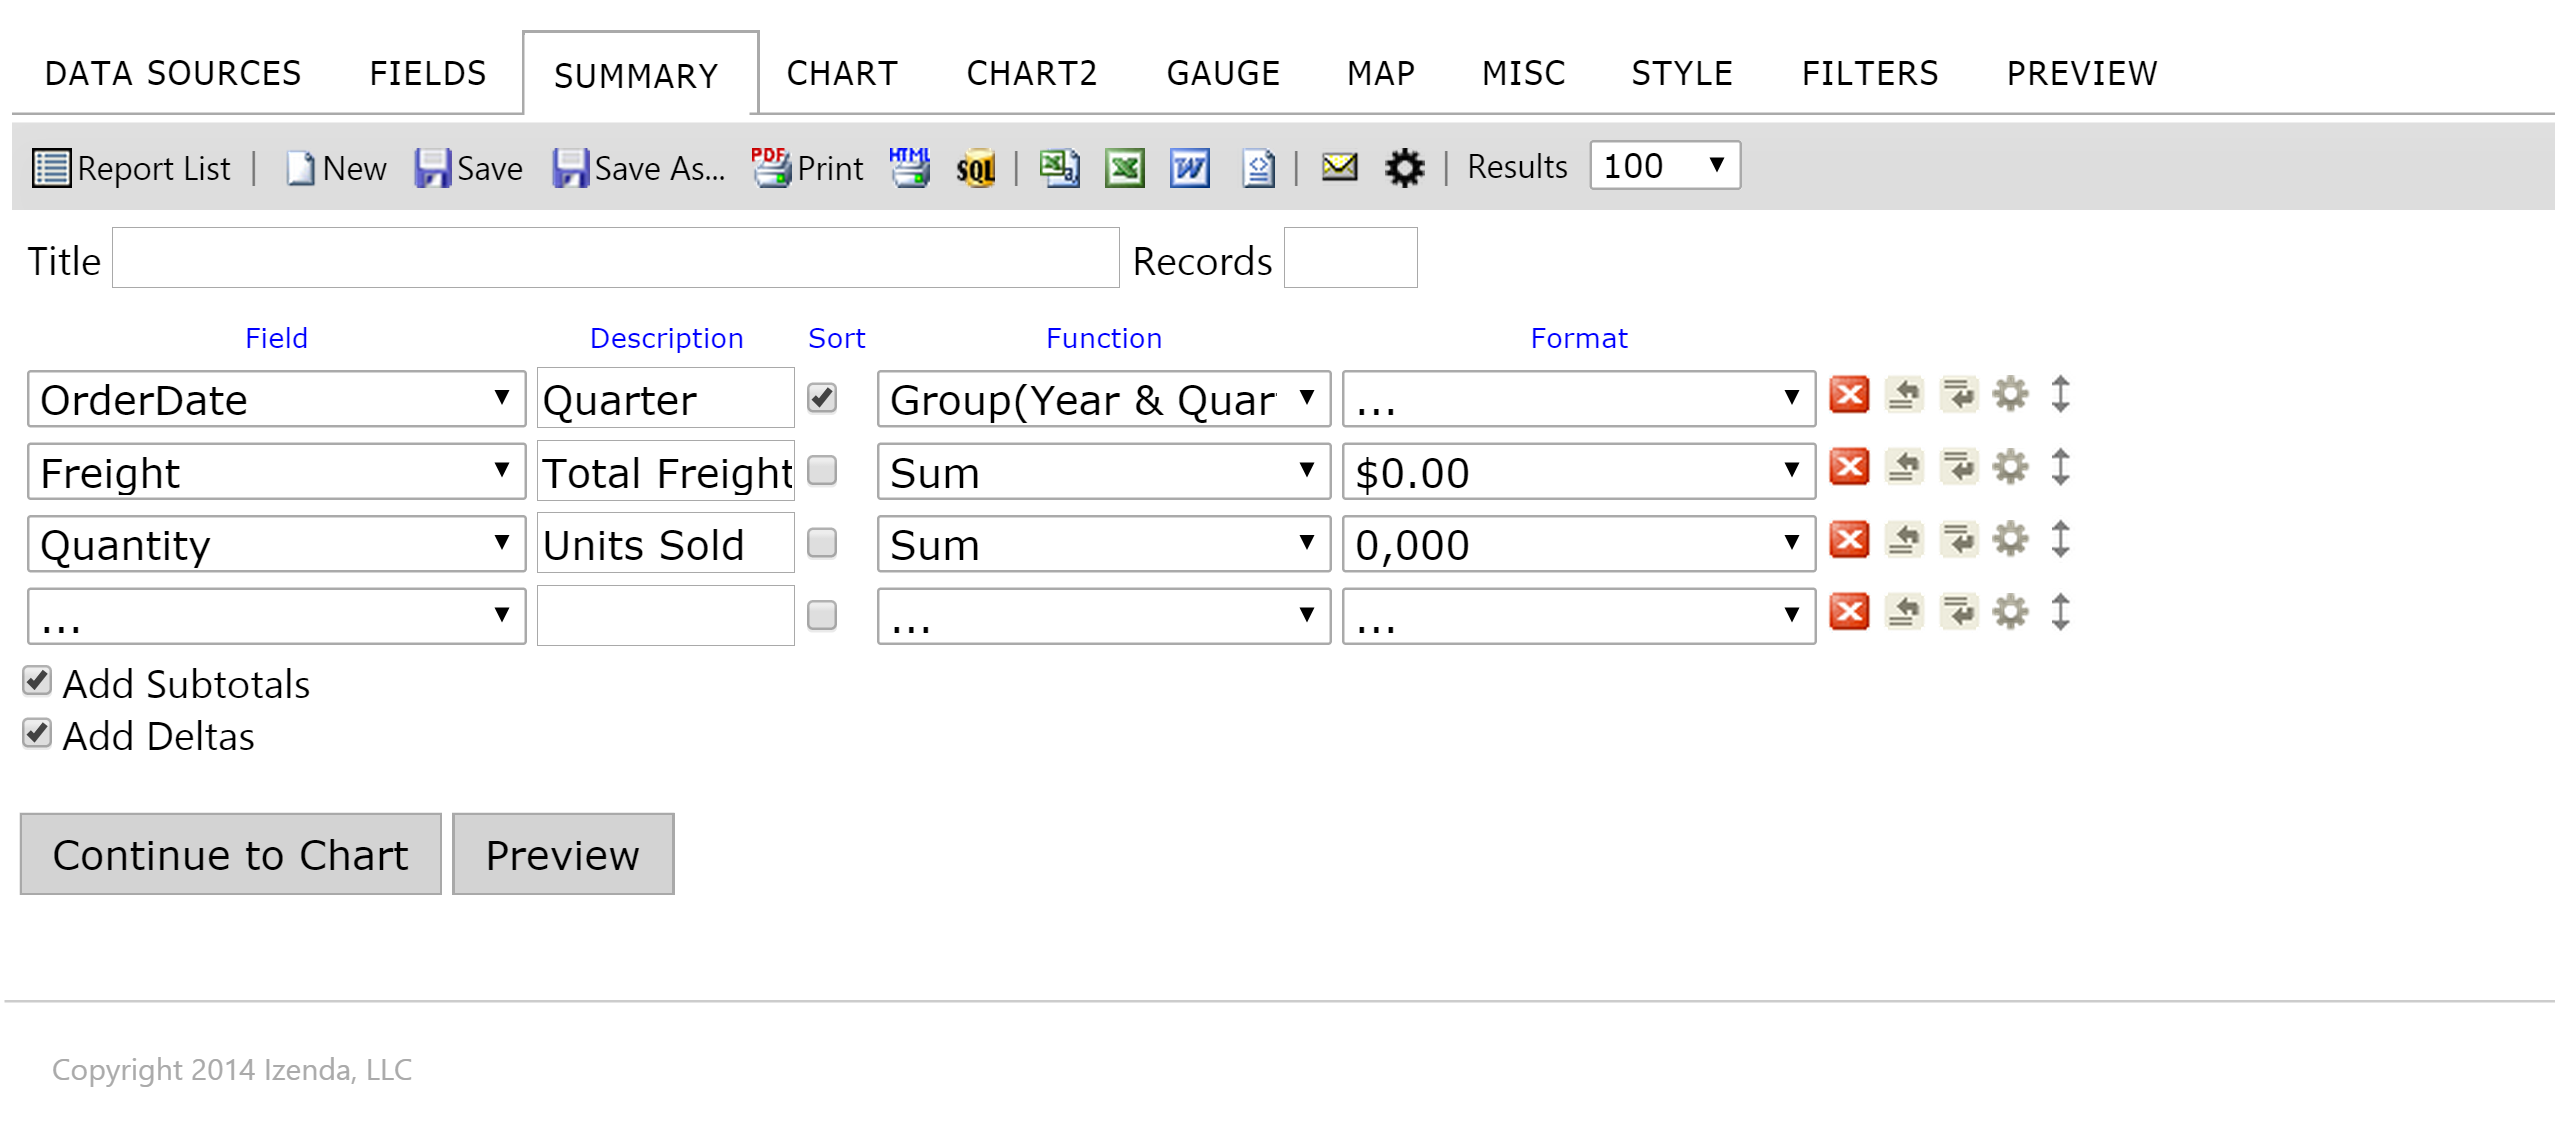 DATA SOURCES FIELDS SUMMARY CHART CHART2 GAUGE MAP MISC STYLE FILTERS PREVIEW
Report List | New Save Save As... PDF Print HTML SQL | | | Results 100
Title Records
Field Description Sort Function Format
OrderDate Quarter Group(Year & Quar ...
Freight Total Freight Sum $0.00
Quantity Units Sold Sum 0,000
... ... ...
Add Subtotals
Add Deltas
Continue to Chart Preview
Copyright 2014 Izenda, LLC